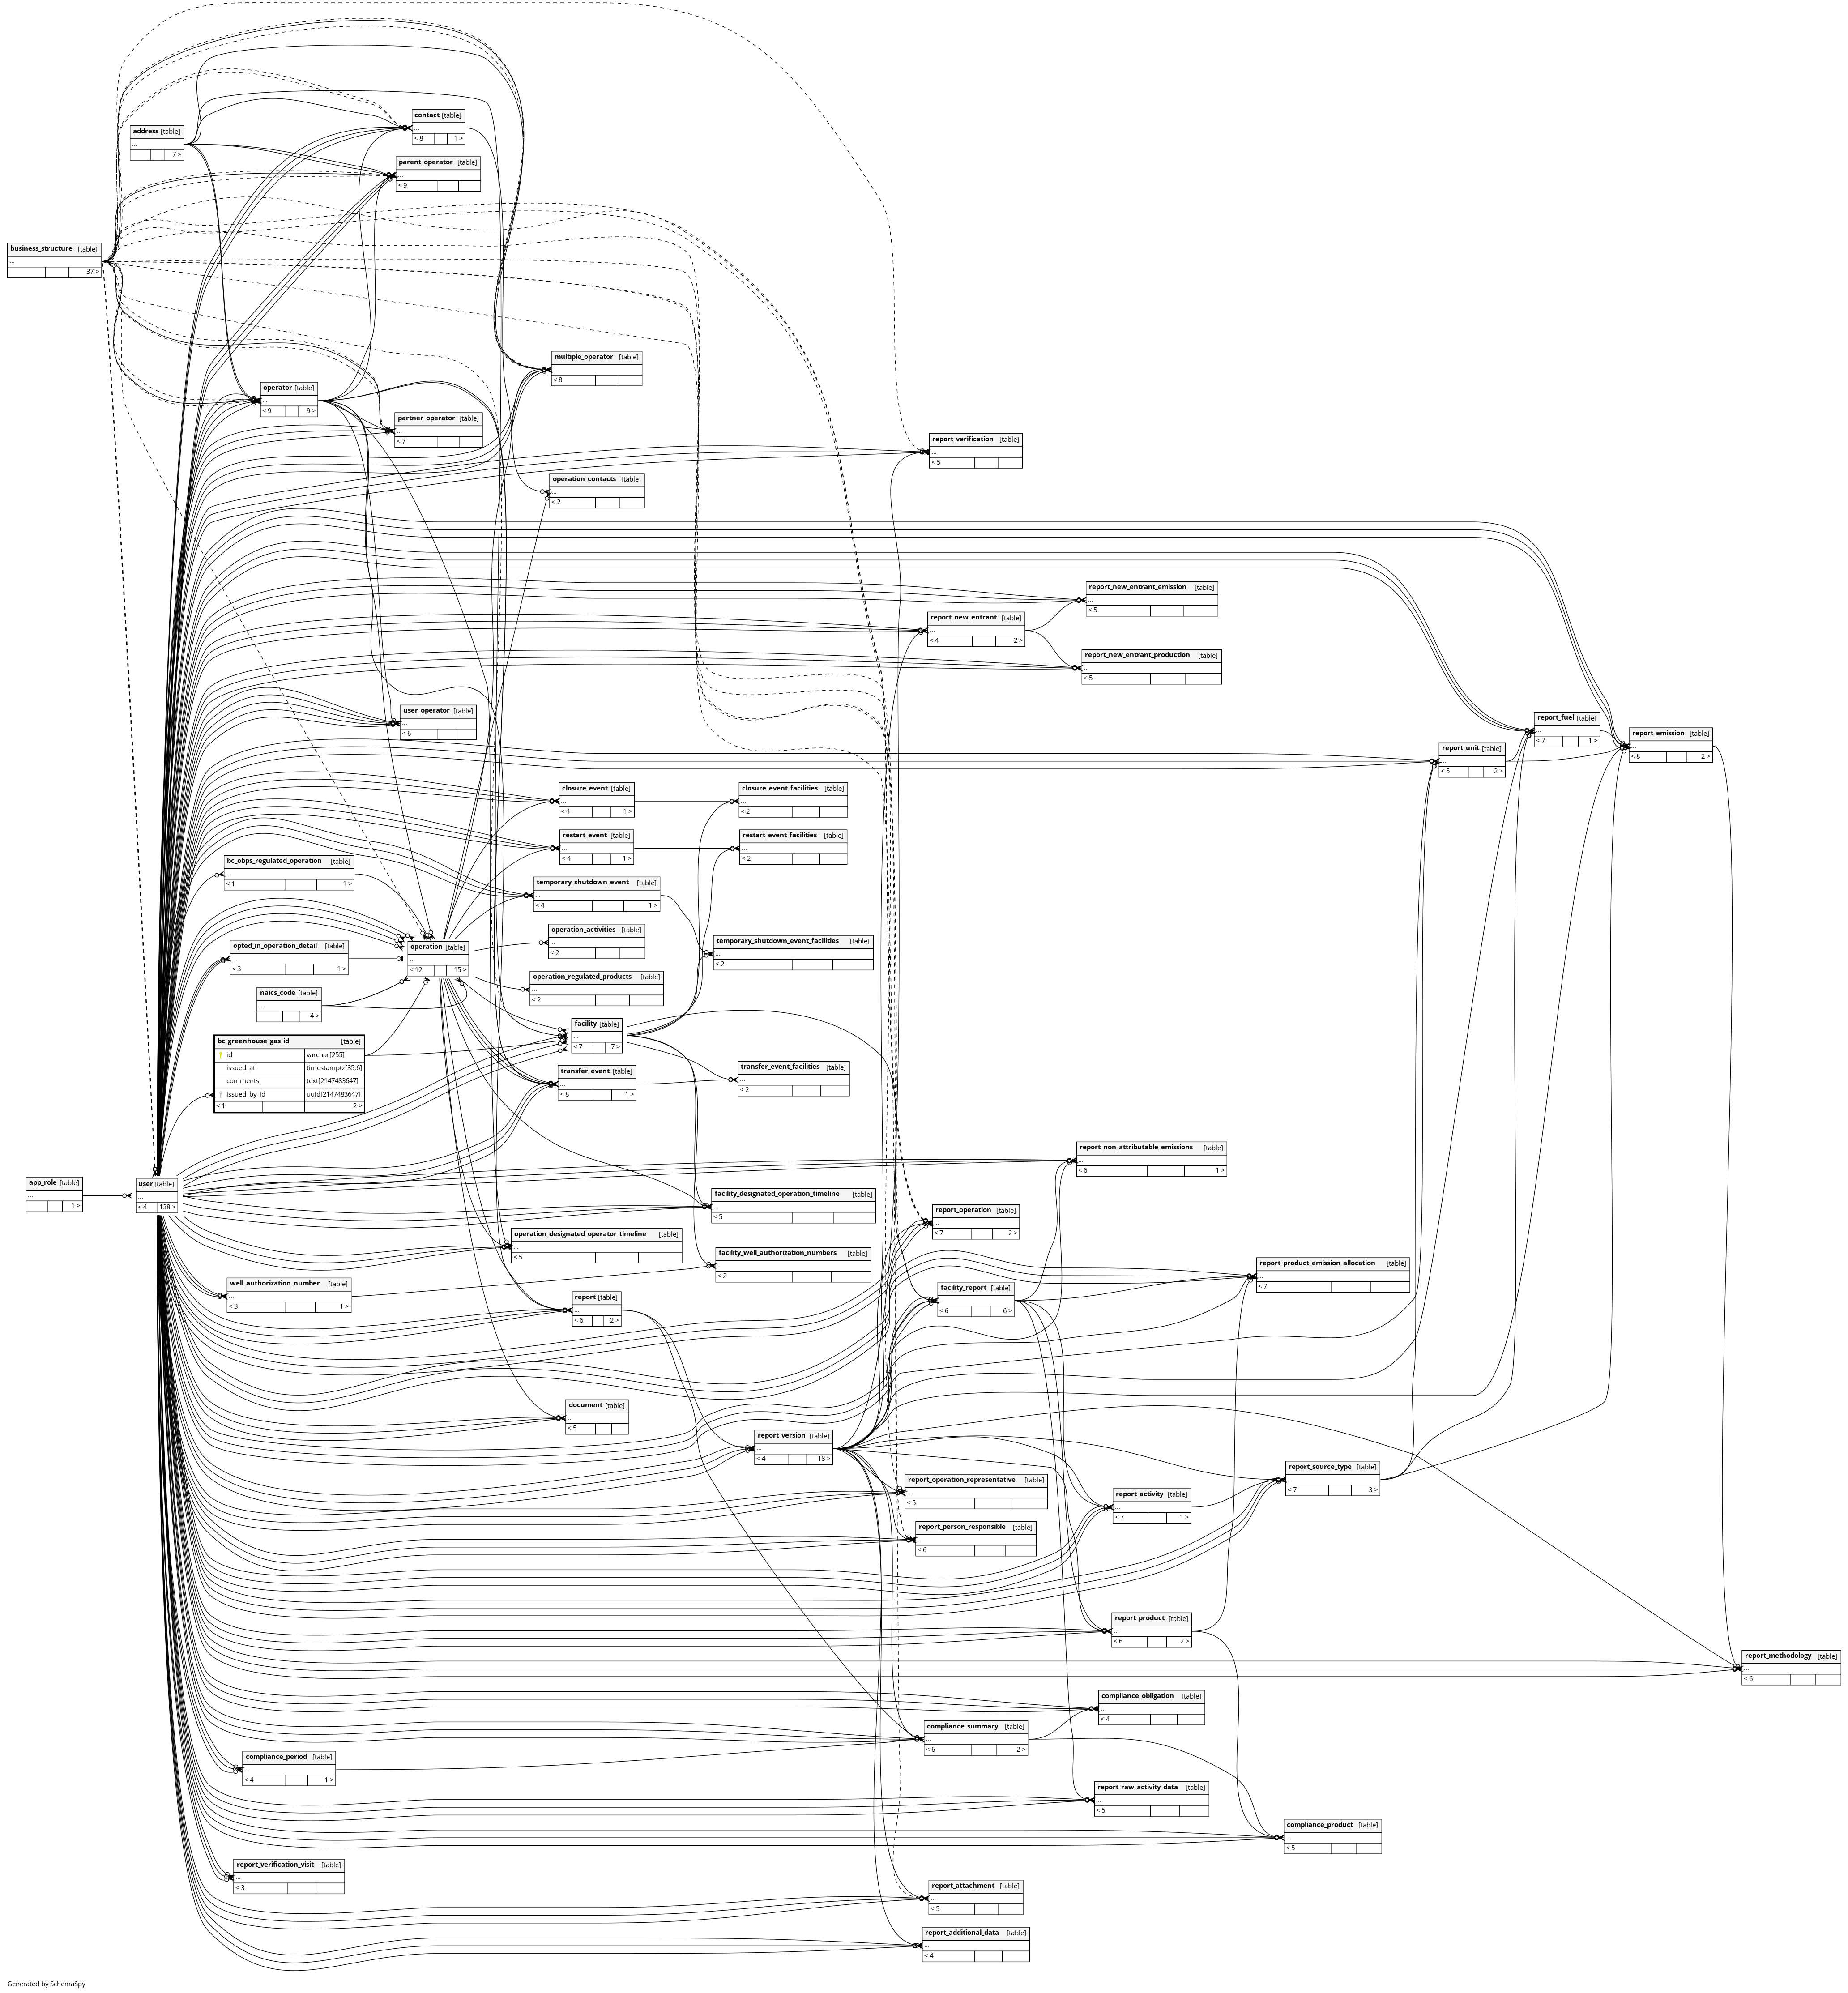 contact [table]
...
< 8 1 >
address [table]
...
7 >
parent_operator [table]
...
< 9
business_structure [table]
...
37 >
multiple_operator [table]
...
< 8
operator [table]
...
< 9 9 >
partner_operator [table]
...
< 7
report_verification [table]
...
< 5
operation_contacts [table]
...
< 2
report_new_entrant_emission [table]
...
< 5
report_new_entrant [table]
...
< 4 2 >
report_new_entrant_production [table]
...
< 5
user_operator [table]
...
< 6
report_fuel [table]
...
< 7 1 >
report_emission [table]
...
< 8 2 >
report_unit [table]
...
< 5 2 >
closure_event [table]
...
< 4 1 >
closure_event_facilities [table]
...
< 2
restart_event [table]
...
< 4 1 >
restart_event_facilities [table]
...
< 2
bc_obps_regulated_operation [table]
...
< 1 1 >
temporary_shutdown_event [table]
...
< 4 1 >
operation_activities [table]
...
< 2
temporary_shutdown_event_facilities [table]
...
< 2
opted_in_operation_detail [table]
...
< 3 1 >
operation [table]
...
< 12 15 >
operation_regulated_products [table]
...
< 2
naics_code [table]
...
4 >
facility [table]
...
< 7 7 >
bc_greenhouse_gas_id [table]
id varchar[255]
issued_at timestamptz[35,6]
comments text[2147483647]
issued_by_id uuid[2147483647]
< 1 2 >
transfer_event [table]
...
< 8 1 >
transfer_event_facilities [table]
...
< 2
report_non_attributable_emissions [table]
...
< 6 1 >
app_role [table]
...
1 >
user [table]
...
< 4 138 >
facility_designated_operation_timeline [table]
...
< 5
report_operation [table]
...
< 7 2 >
operation_designated_operator_timeline [table]
...
< 5
facility_well_authorization_numbers [table]
...
< 2
report_product_emission_allocation [table]
...
< 7
well_authorization_number [table]
...
< 3 1 >
facility_report [table]
...
< 6 6 >
report [table]
...
< 6 2 >
document [table]
...
< 5
report_version [table]
...
< 4 18 >
report_source_type [table]
...
< 7 3 >
report_operation_representative [table]
...
< 5
report_activity [table]
...
< 7 1 >
report_person_responsible [table]
...
< 6
report_product [table]
...
< 6 2 >
report_methodology [table]
...
< 6
compliance_obligation [table]
...
< 4
compliance_summary [table]
...
< 6 2 >
compliance_period [table]
...
< 4 1 >
report_raw_activity_data [table]
...
< 5
compliance_product [table]
...
< 5
report_verification_visit [table]
...
< 3
report_attachment [table]
...
< 5
report_additional_data [table]
...
< 4
Generated by SchemaSpy